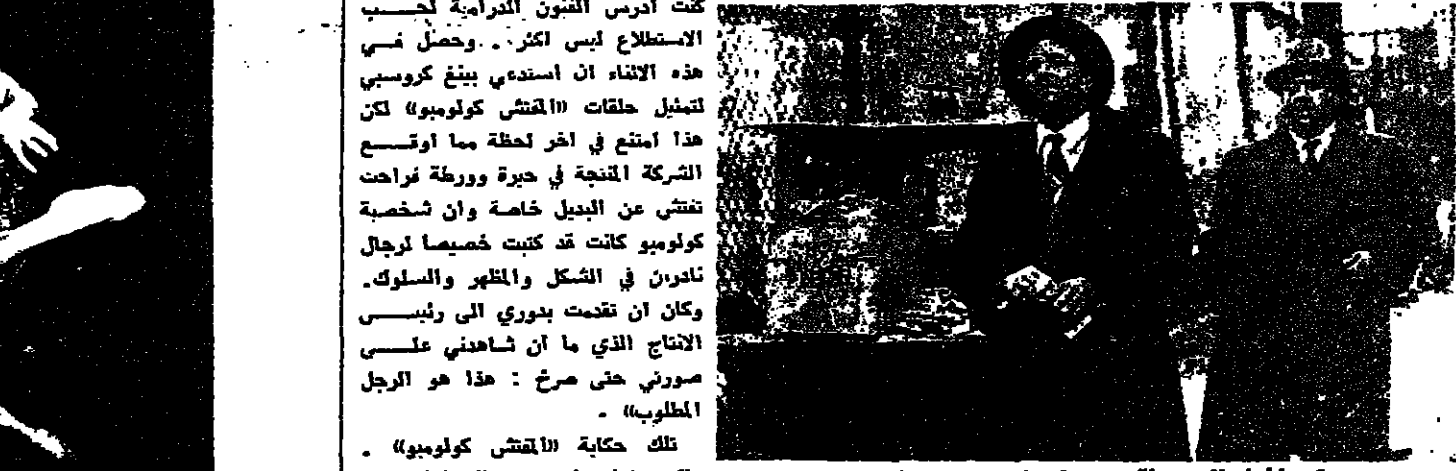 كنت ادرس الفنون الدرامية لحسب
الاستطلاع ليس اكثر. . وحصل في
هذه الاثناء ان استدعي بينغ كروسبي
لتمثيل حلقات «المفتش كولومبو» لكن
هذا امتنع في اخر لحظة مما اوقع
الشركة المنتجة في حيرة وورطة فراحت
تفتش عن البديل خاصة وان شخصية
كولومبو كانت قد كتبت خصيصا لرجال
نادرين في الشكل والمظهر والسلوك.
وكان ان تقدمت بدوري الى رئيس
الانتاج الذي ما ان شاهدني على
صورتي حتى صرخ : هذا هو الرجل
المطلوب» .
تلك حكاية «المفتش كولومبو» .